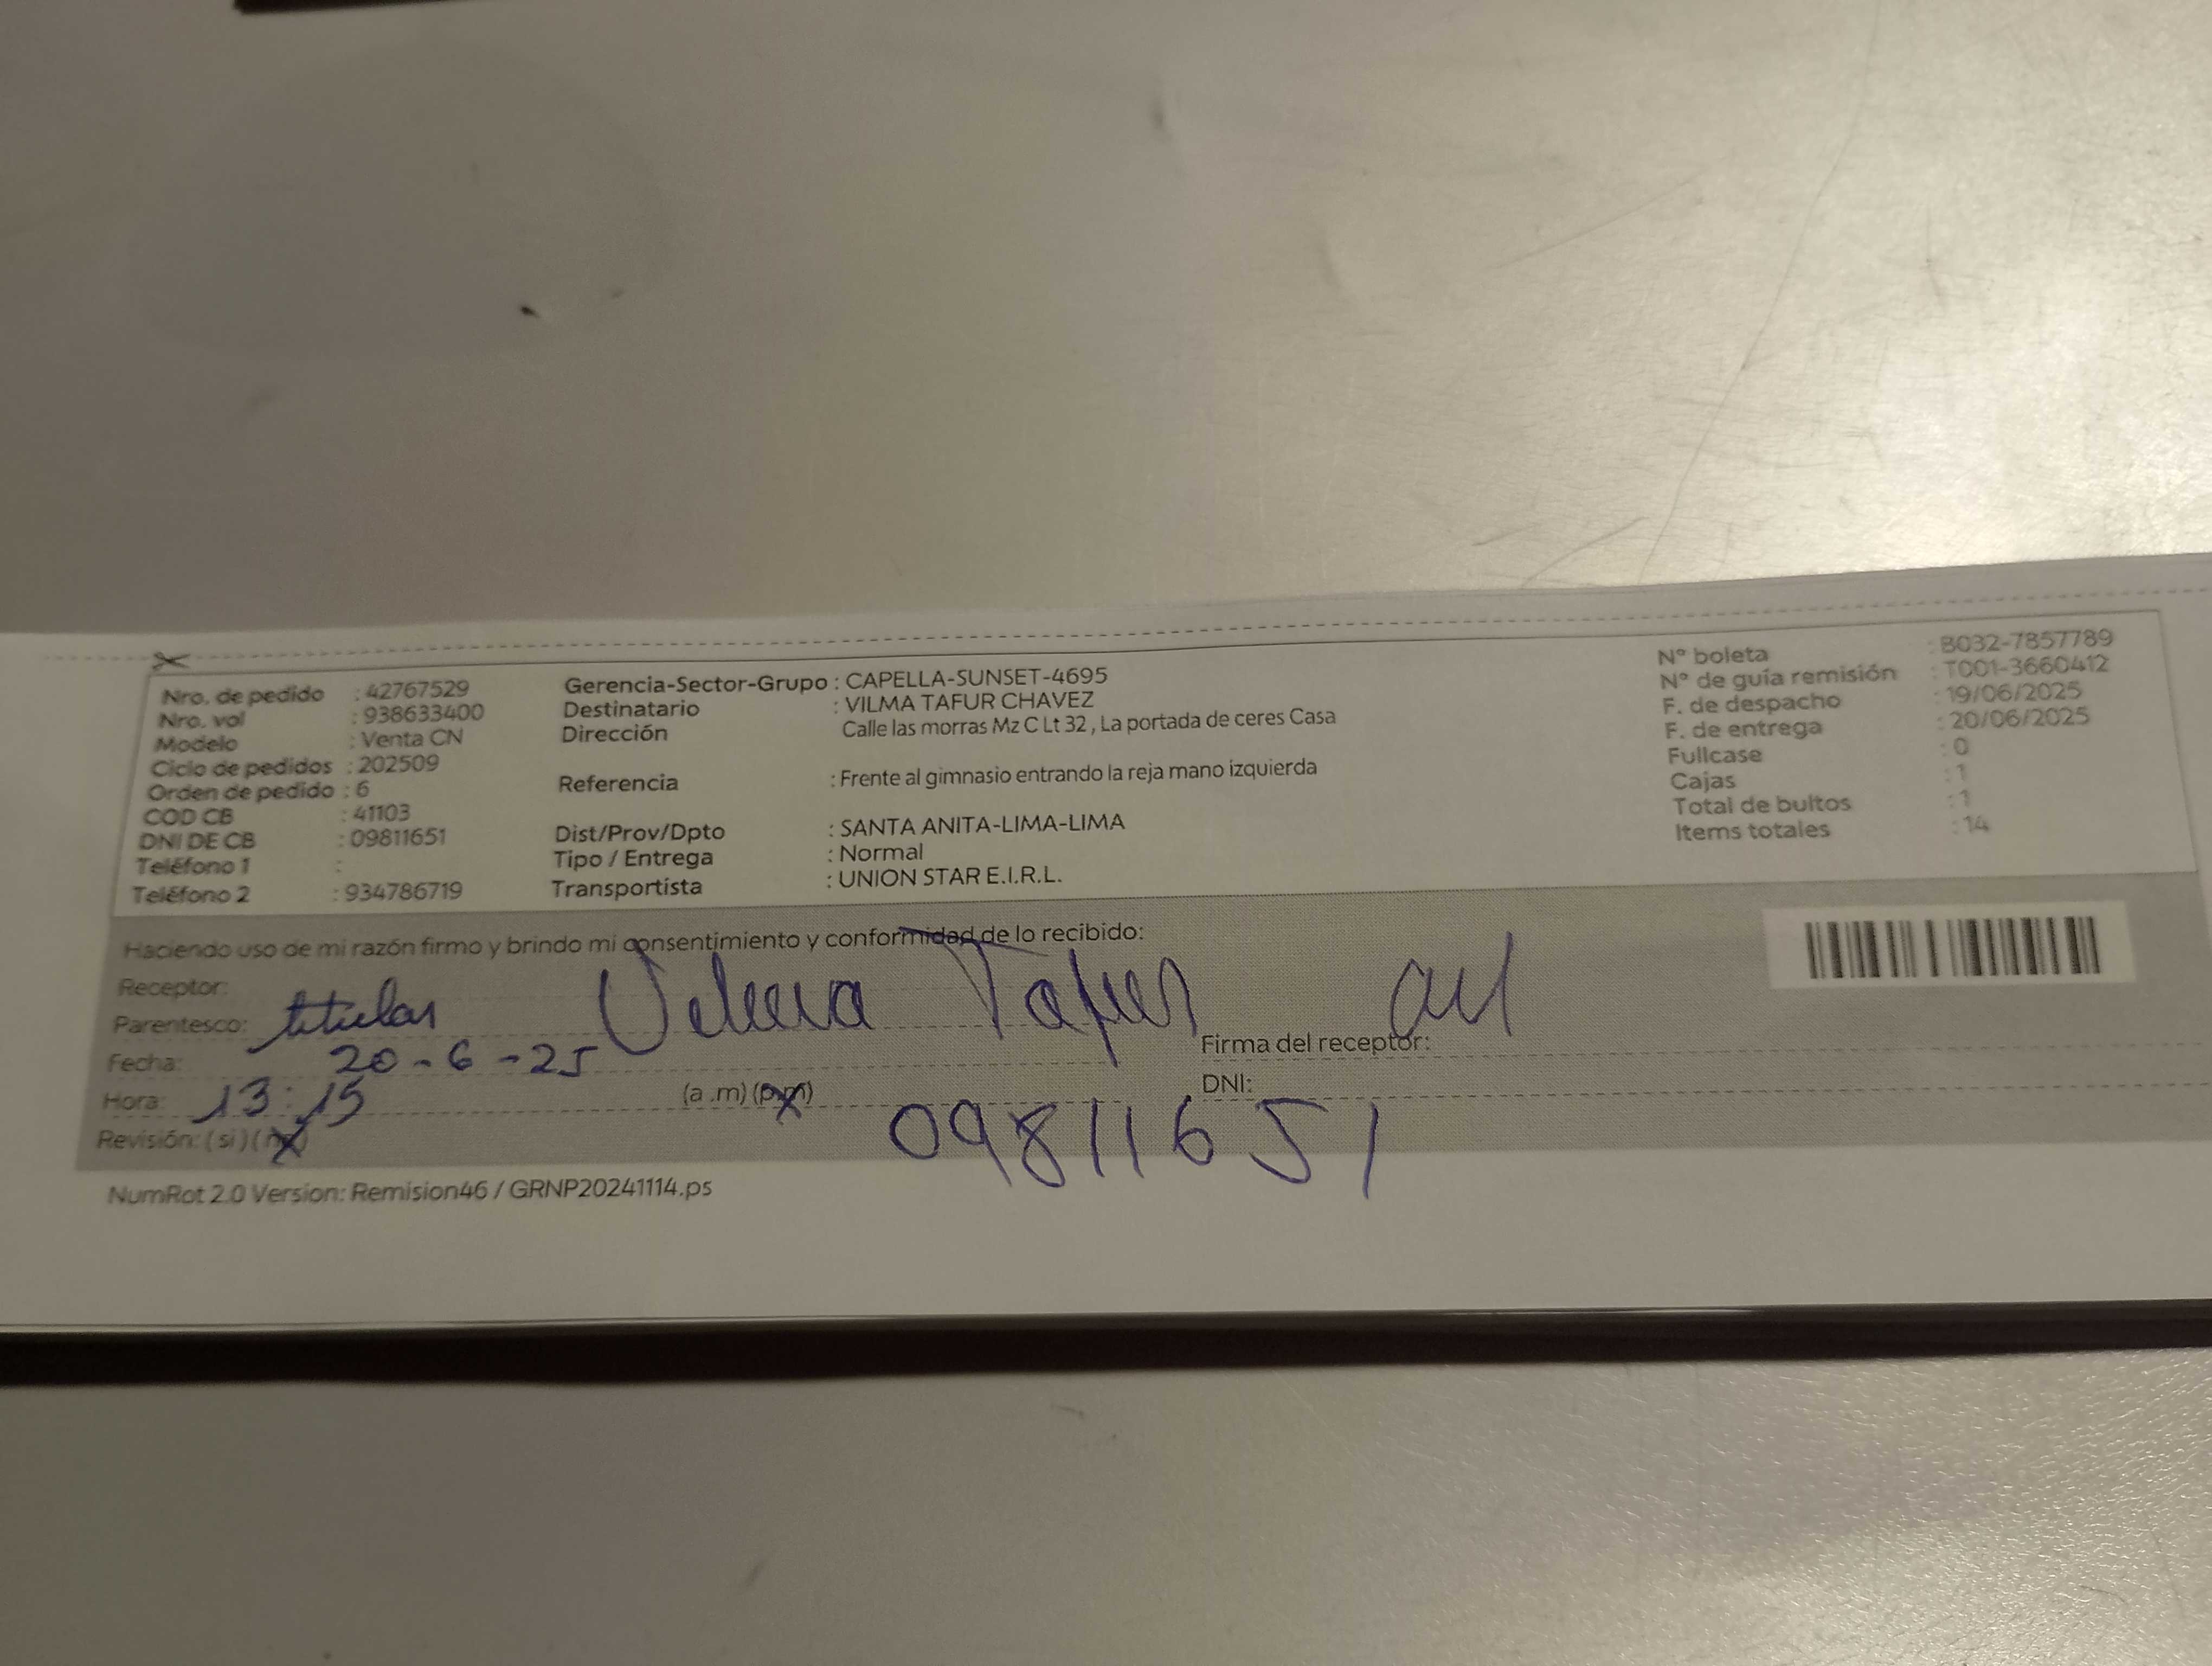 Nro. de pedido : 42767529
Nro. vol : 938633400
Modelo : Venta CN
Ciclo de pedidos : 202509
Orden de pedido : 6
COD CB : 41103
DNI DE CB : 09811651
Teléfono 1 :
Teléfono 2 : 934786719
Gerencia-Sector-Grupo : CAPELLA-SUNSET-4695
Destinatario : VILMA TAFUR CHAVEZ
Dirección Calle las morras Mz C Lt 32 , La portada de ceres Casa
Referencia : Frente al gimnasio entrando la reja mano izquierda
Dist/Prov/Dpto : SANTA ANITA-LIMA-LIMA
Tipo / Entrega : Normal
Transportista : UNION STAR E.I.R.L.
N° boleta : B032-7857789
N° de guía remisión : T001-3660412
F. de despacho : 19/06/2025
F. de entrega : 20/06/2025
Fullcase : 0
Cajas : 1
Total de bultos : 1
Items totales : 14
Haciendo uso de mi razón firmo y brindo mi consentimiento y conformidad de lo recibido:
Receptor: Vilma Tafur
Parentesco: titular
Firma del receptor:
Fecha: 20-6-25
Hora: 13:15 (a .m) (p.m)
DNI: 09811651
Revisión: (si) (no)
NumRot 2.0 Version: Remision46 / GRNP20241114.ps